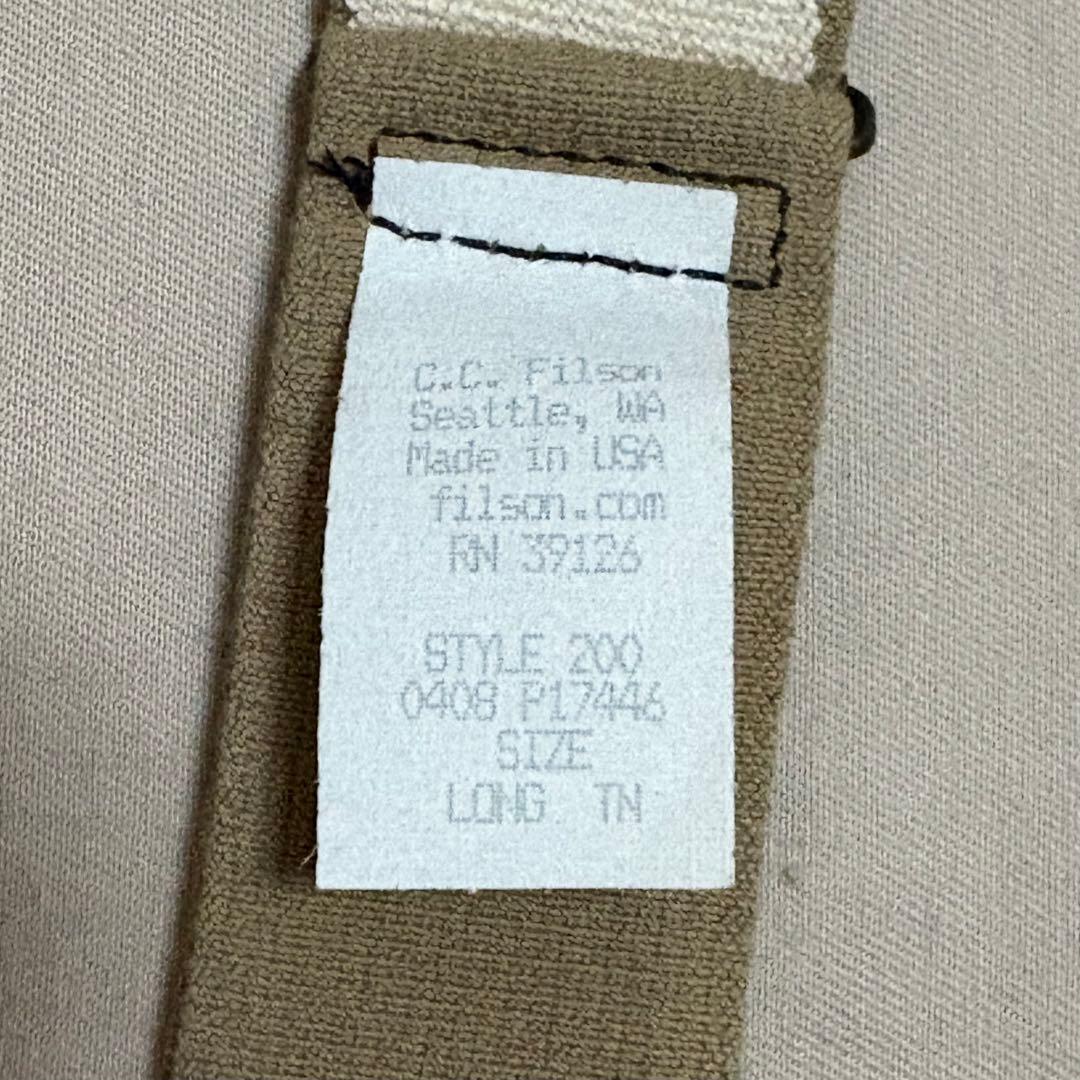 C.C. Filson
Seattle, WA
Made in USA
filson.com
RN 39126
STYLE 200
0408 P17446
SIZE
LONG TN